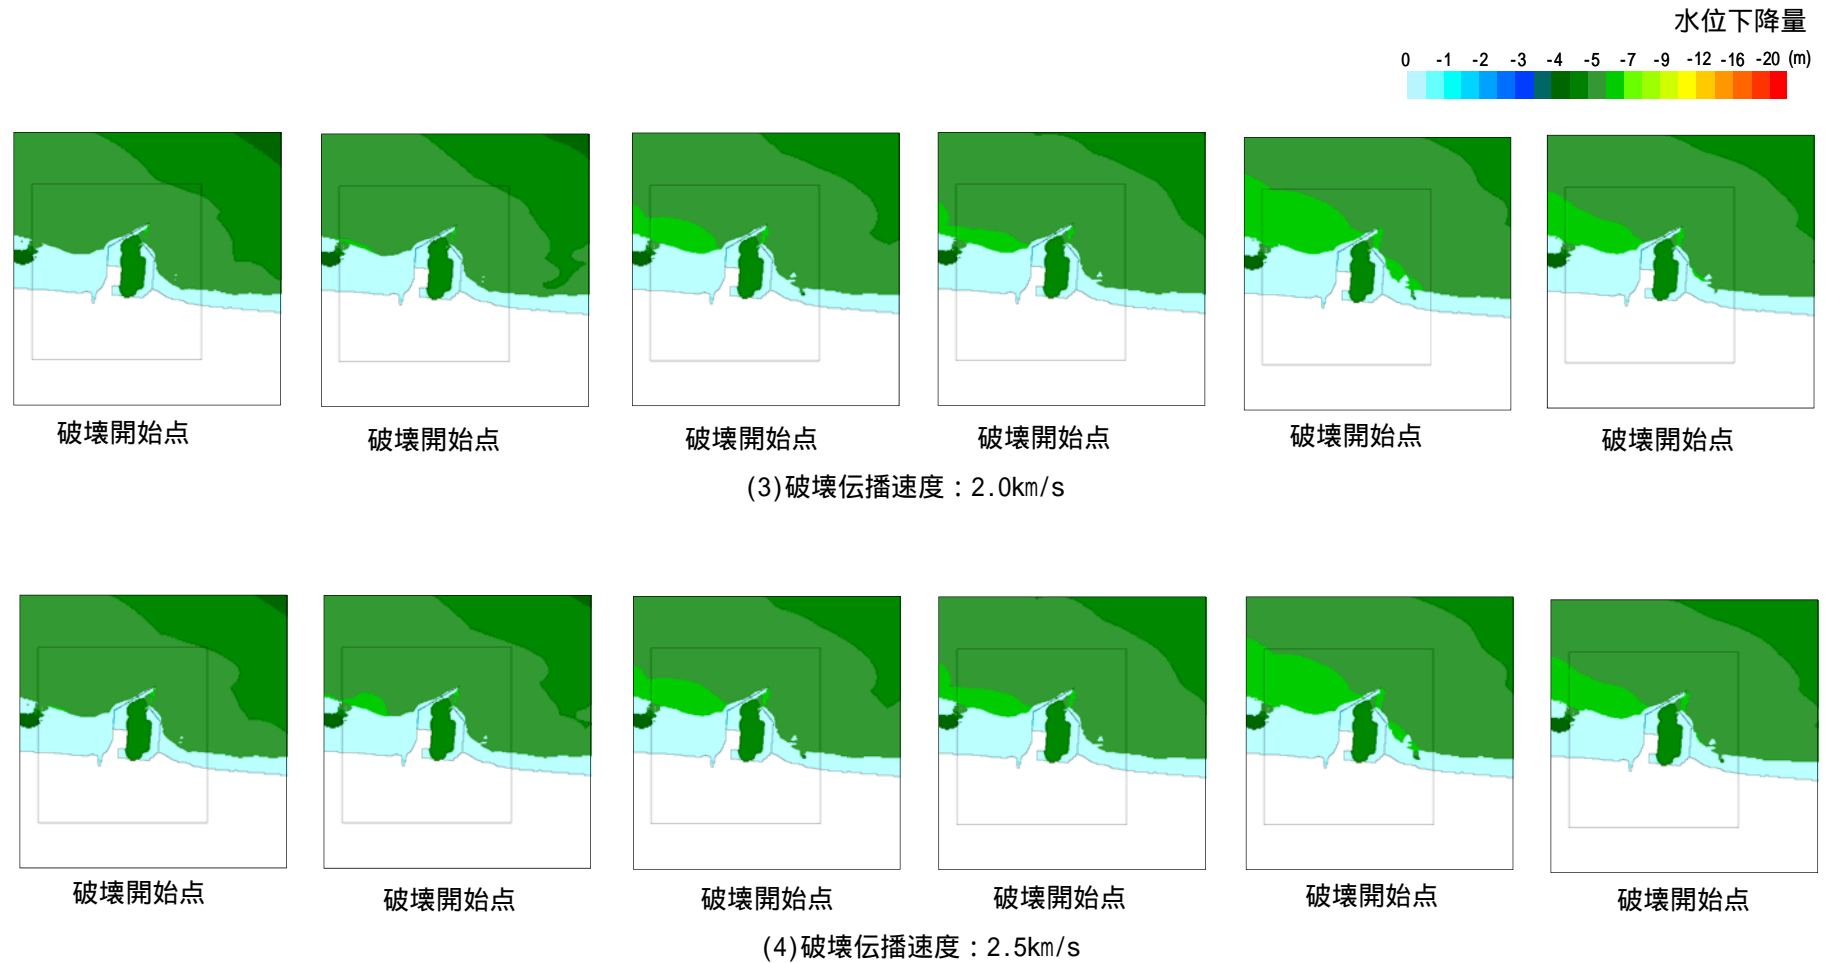 水位下降量
0 -1 -2 -3 -4 -5 -7 -9 -12 -16 -20 (m)
破壊開始点 破壊開始点 破壊開始点 破壊開始点 破壊開始点 破壊開始点
(3)破壊伝播速度：2.0km/s
破壊開始点 破壊開始点 破壊開始点 破壊開始点 破壊開始点 破壊開始点
(4)破壊伝播速度：2.5km/s